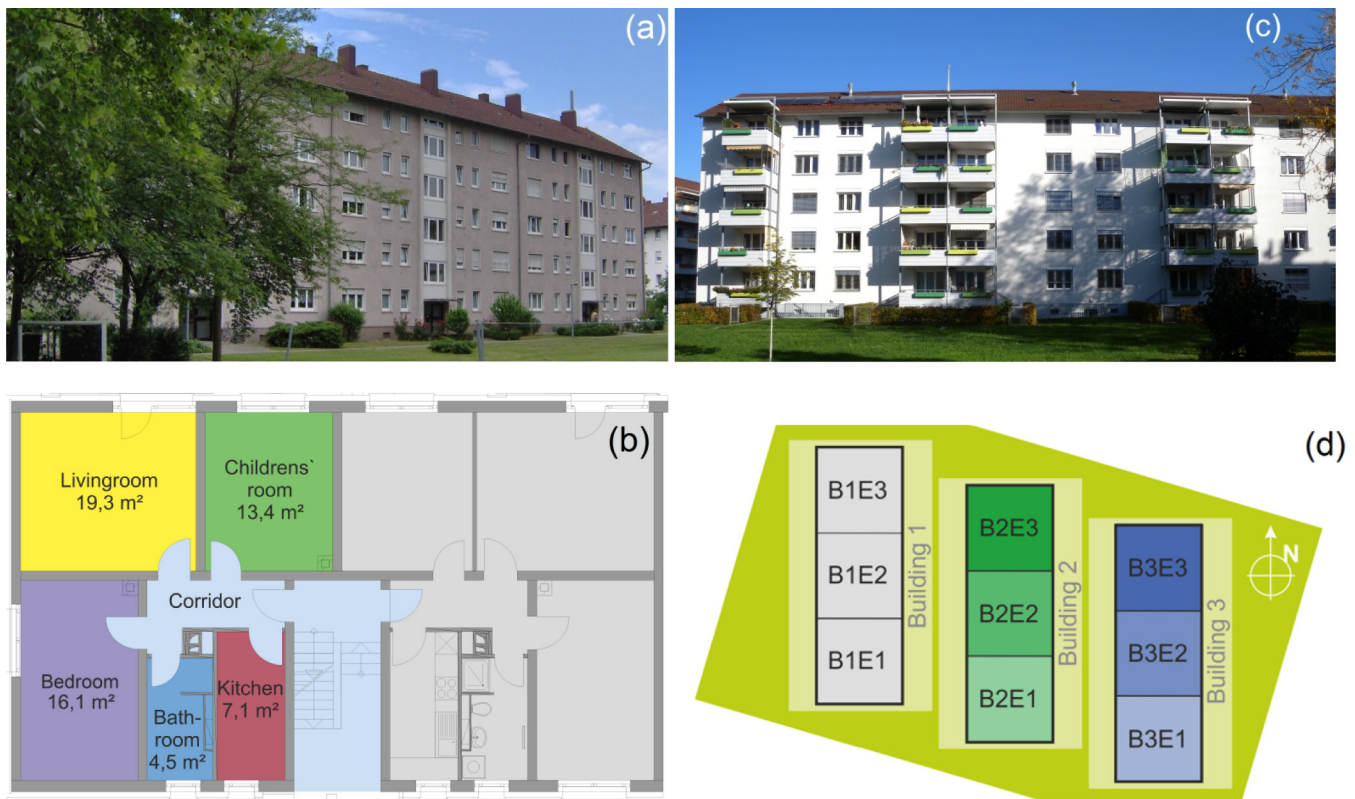 (a)
(c)
(b)
Livingroom
19,3 m²
Childrens`
room
13,4 m²
Corridor
Bedroom
16,1 m²
Bath-
room
4,5 m²
Kitchen
7,1 m²
(d)
B1E3
B1E2
B1E1
Building 1
B2E3
B2E2
B2E1
Building 2
B3E3
B3E2
B3E1
Building 3
N